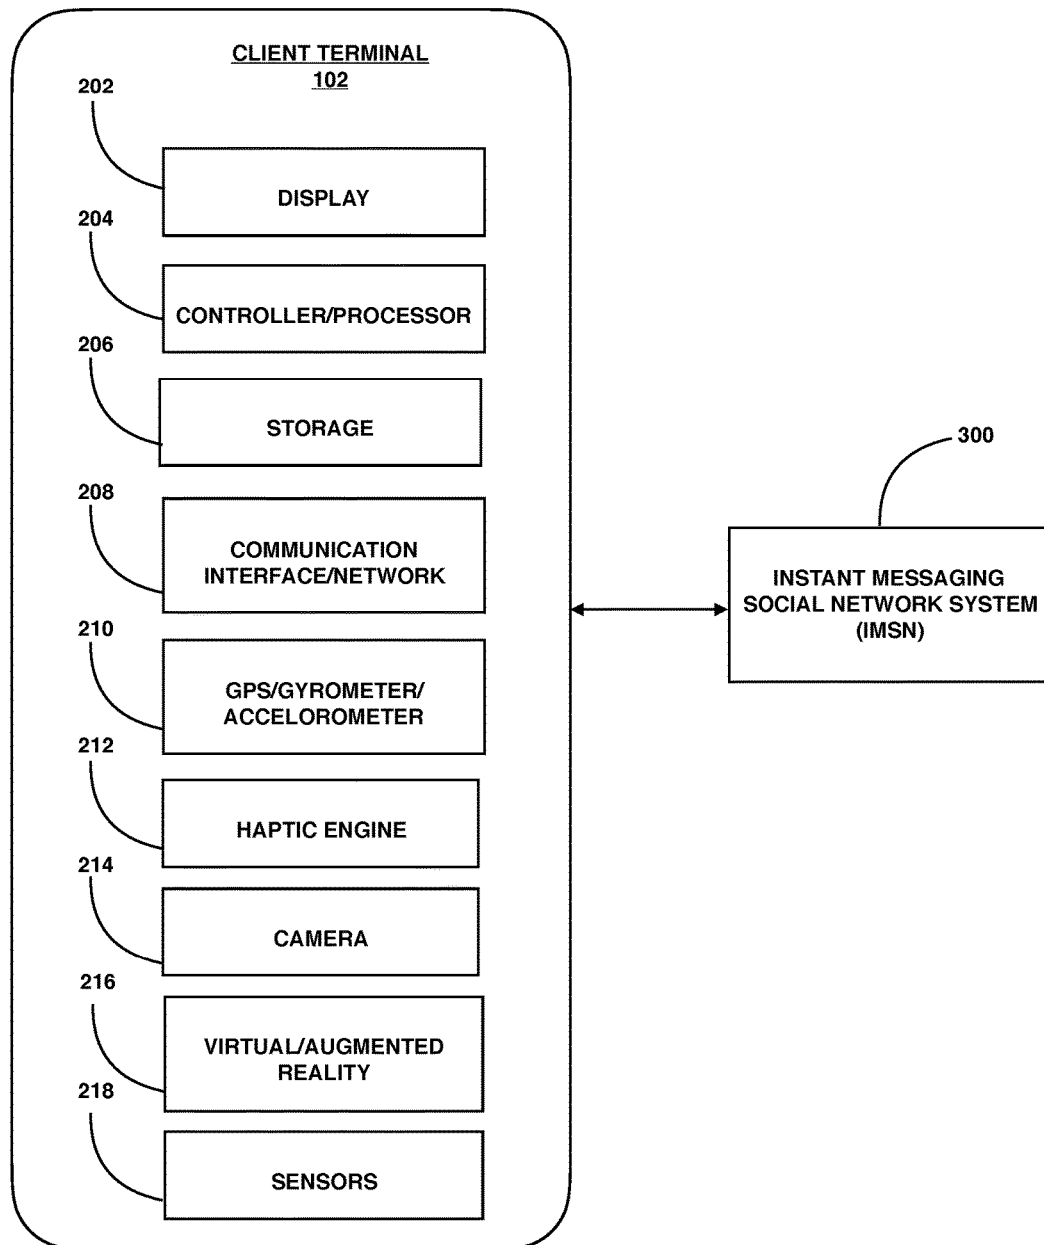 CLIENT TERMINAL
102
202
DISPLAY
204
CONTROLLER/PROCESSOR
206
STORAGE
208
COMMUNICATION
INTERFACE/NETWORK
210
GPS/GYROMETER/
ACCELOROMETER
212
HAPTIC ENGINE
214
CAMERA
216
VIRTUAL/AUGMENTED
REALITY
218
SENSORS
300
INSTANT MESSAGING
SOCIAL NETWORK SYSTEM
(IMSN)